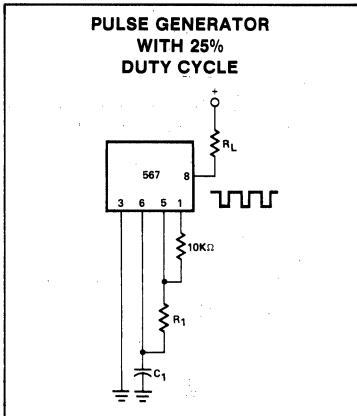 PULSE GENERATOR
WITH 25%
DUTY CYCLE
+
RL
567
8
3 6 5 1
10KΩ
R1
C1